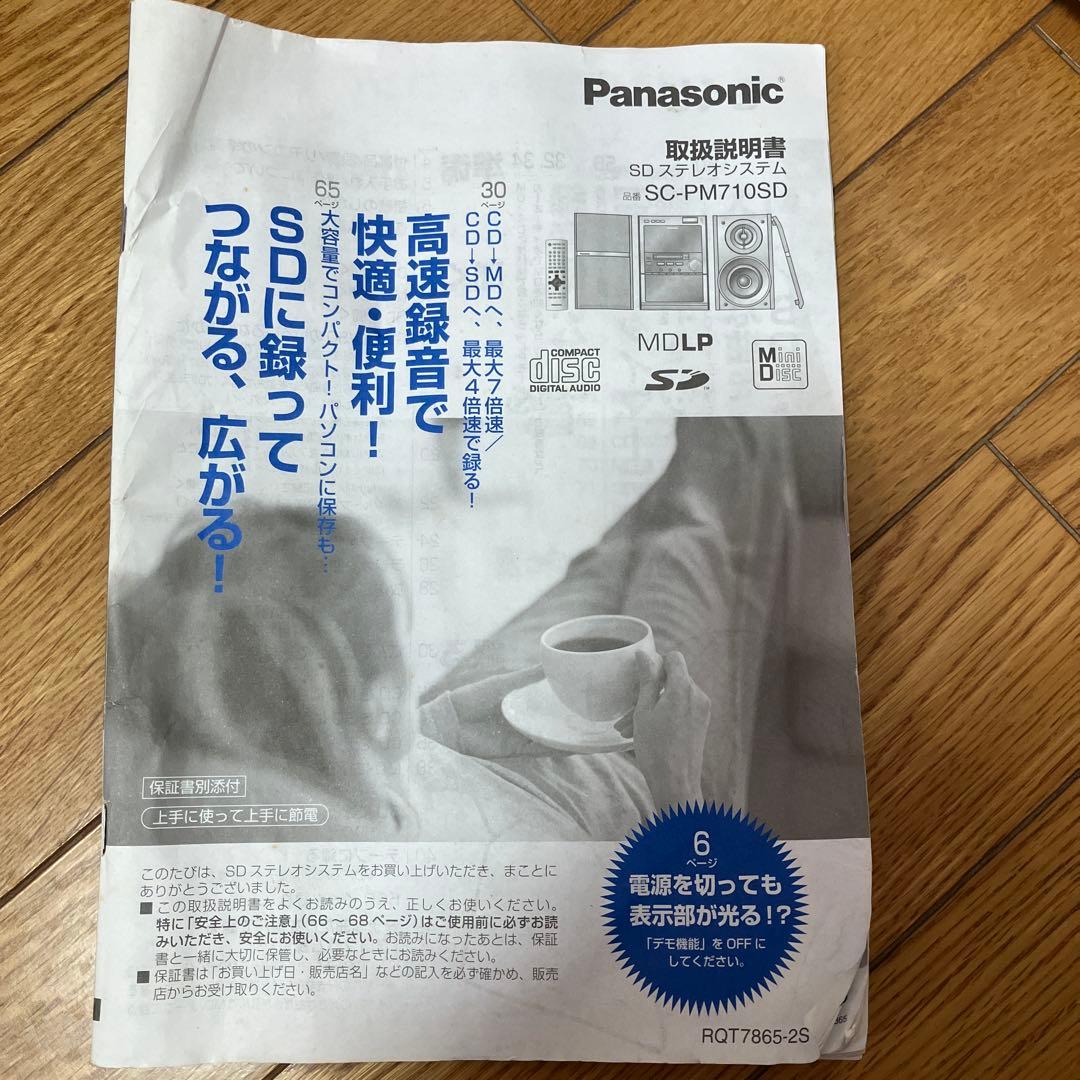 Panasonic®
取扱説明書
SD ステレオシステム
品番 SC-PM710SD
COMPACT
disc
DIGITAL AUDIO
MDLP
SD™
Mini
Disc
30
ページ
CD→MDへ、最大7倍速/
CD→SDへ、最大4倍速で録る!
高速録音で
快適・便利!
65
ページ
大容量でコンパクト!パソコンに保存も…
SDに録って
つながる、広がる!
保証書別添付
上手に使って上手に節電
このたびは、SD ステレオシステムをお買い上げいただき、まことに
ありがとうございました。
■ この取扱説明書をよくお読みのうえ、正しくお使いください。
特に「安全上のご注意」(66 ~ 68 ページ)はご使用前に必ずお読
みいただき、安全にお使いください。お読みになったあとは、保証
書と一緒に大切に保管し、必要なときにお読みください。
■ 保証書は「お買い上げ日・販売店名」などの記入を必ず確かめ、販売
店からお受け取りください。
6
ページ
電源を切っても
表示部が光る!?
「デモ機能」を OFF に
してください。
RQT7865-2S